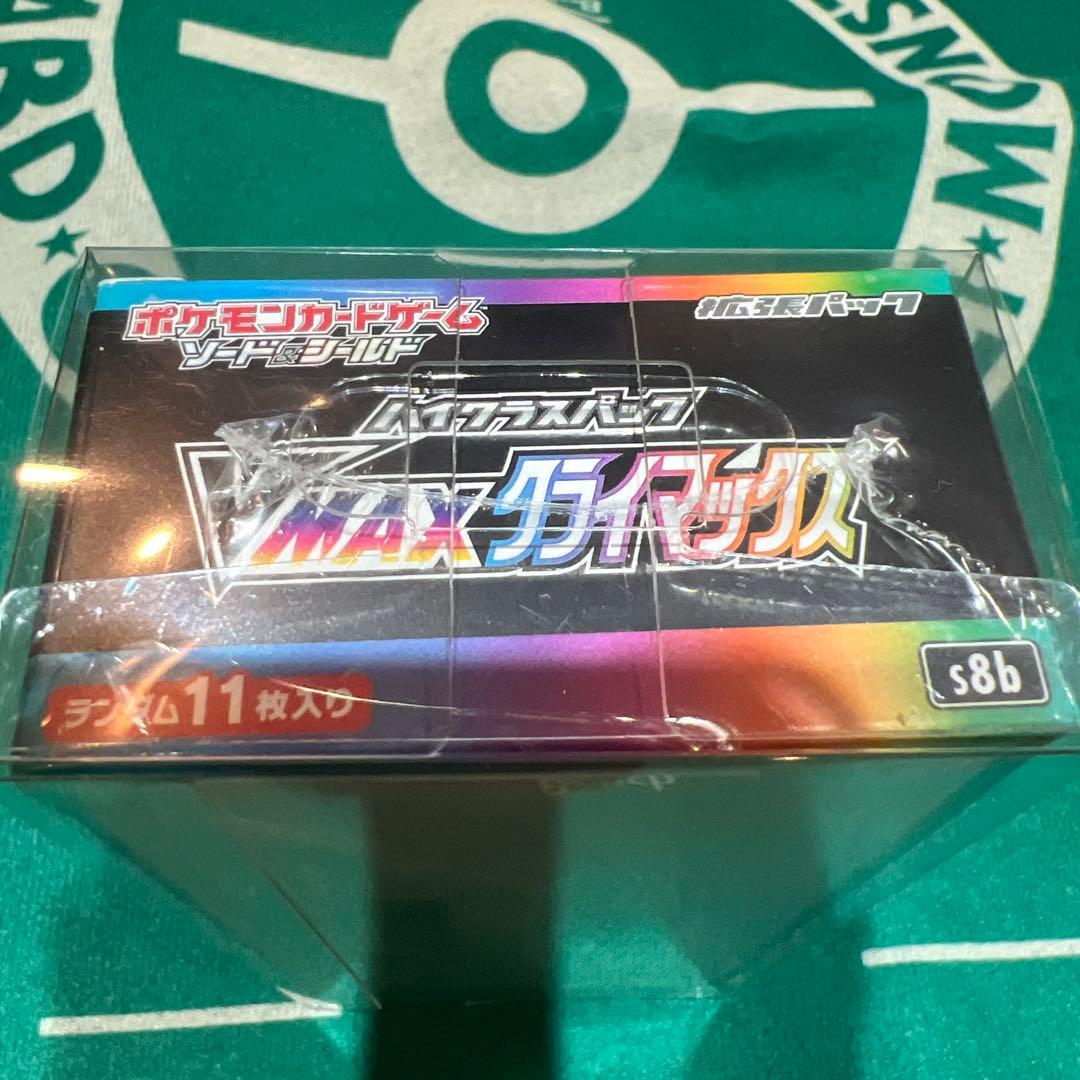 ポケモンカードゲーム
ソード&シールド
拡張パック
ハイクラスパック
VMAXクライマックス
ランダム11枚入り
s8b